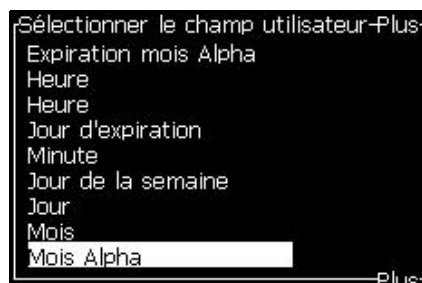 Sélectionner le champ utilisateur-Plus-
Expiration mois Alpha
Heure
Heure
Jour d'expiration
Minute
Jour de la semaine
Jour
Mois
Mois Alpha
Plus-